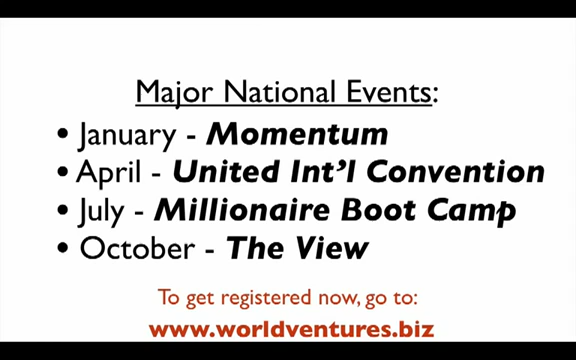 Major National Events:
• January - Momentum
• April - United Int'l Convention
• July - Millionaire Boot Camp
• October - The View
To get registered now, go to:
www.worldventures.biz